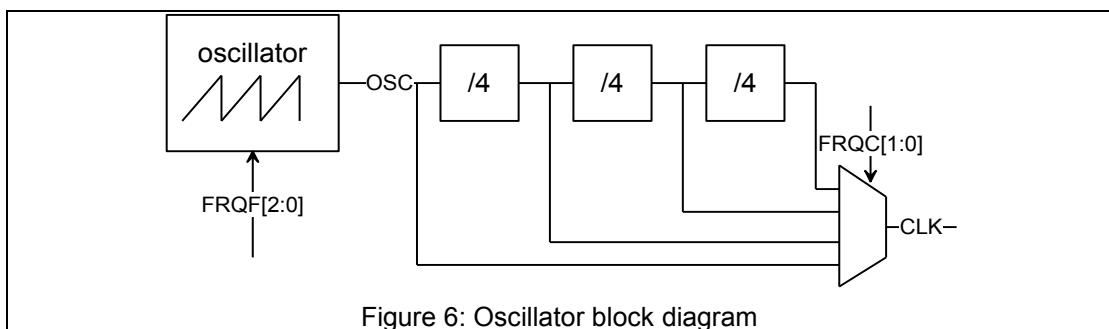 oscillator
OSC
/4
/4
/4
FRQC[1:0]
FRQF[2:0]
CLK
Figure 6: Oscillator block diagram